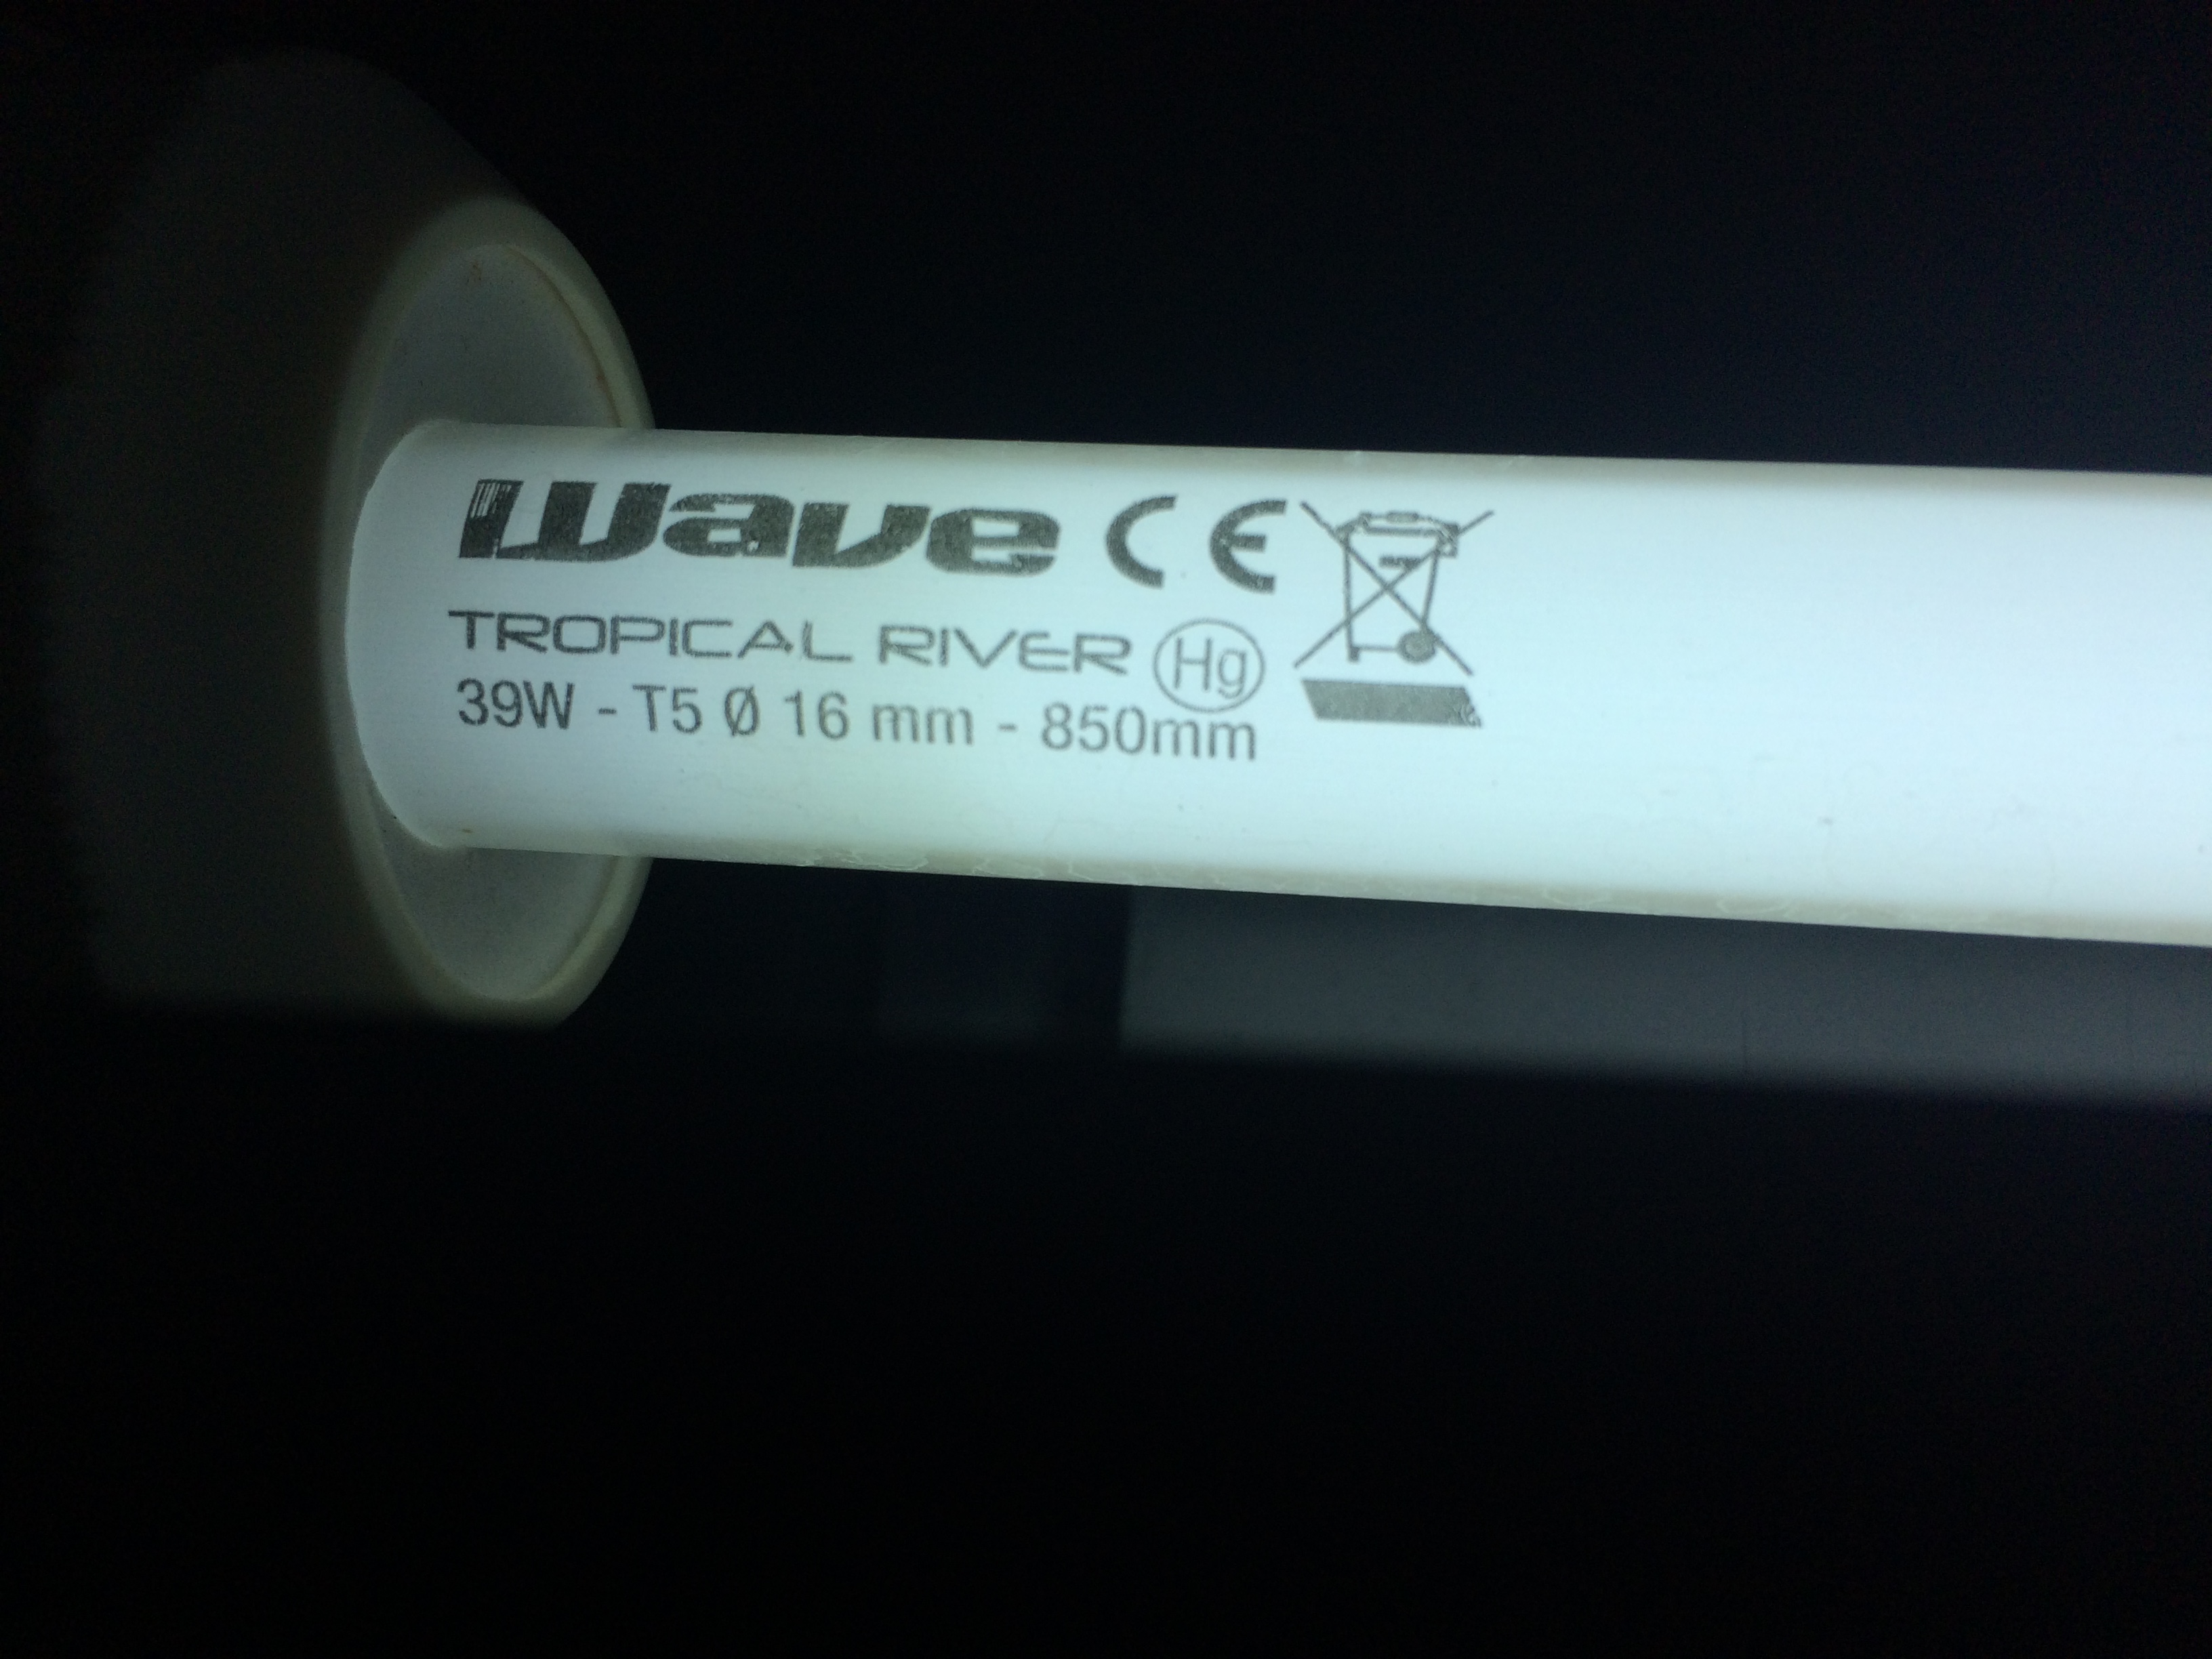 Wave CE
TROPICAL RIVER Hg
39W - T5 Ø 16 mm - 850mm